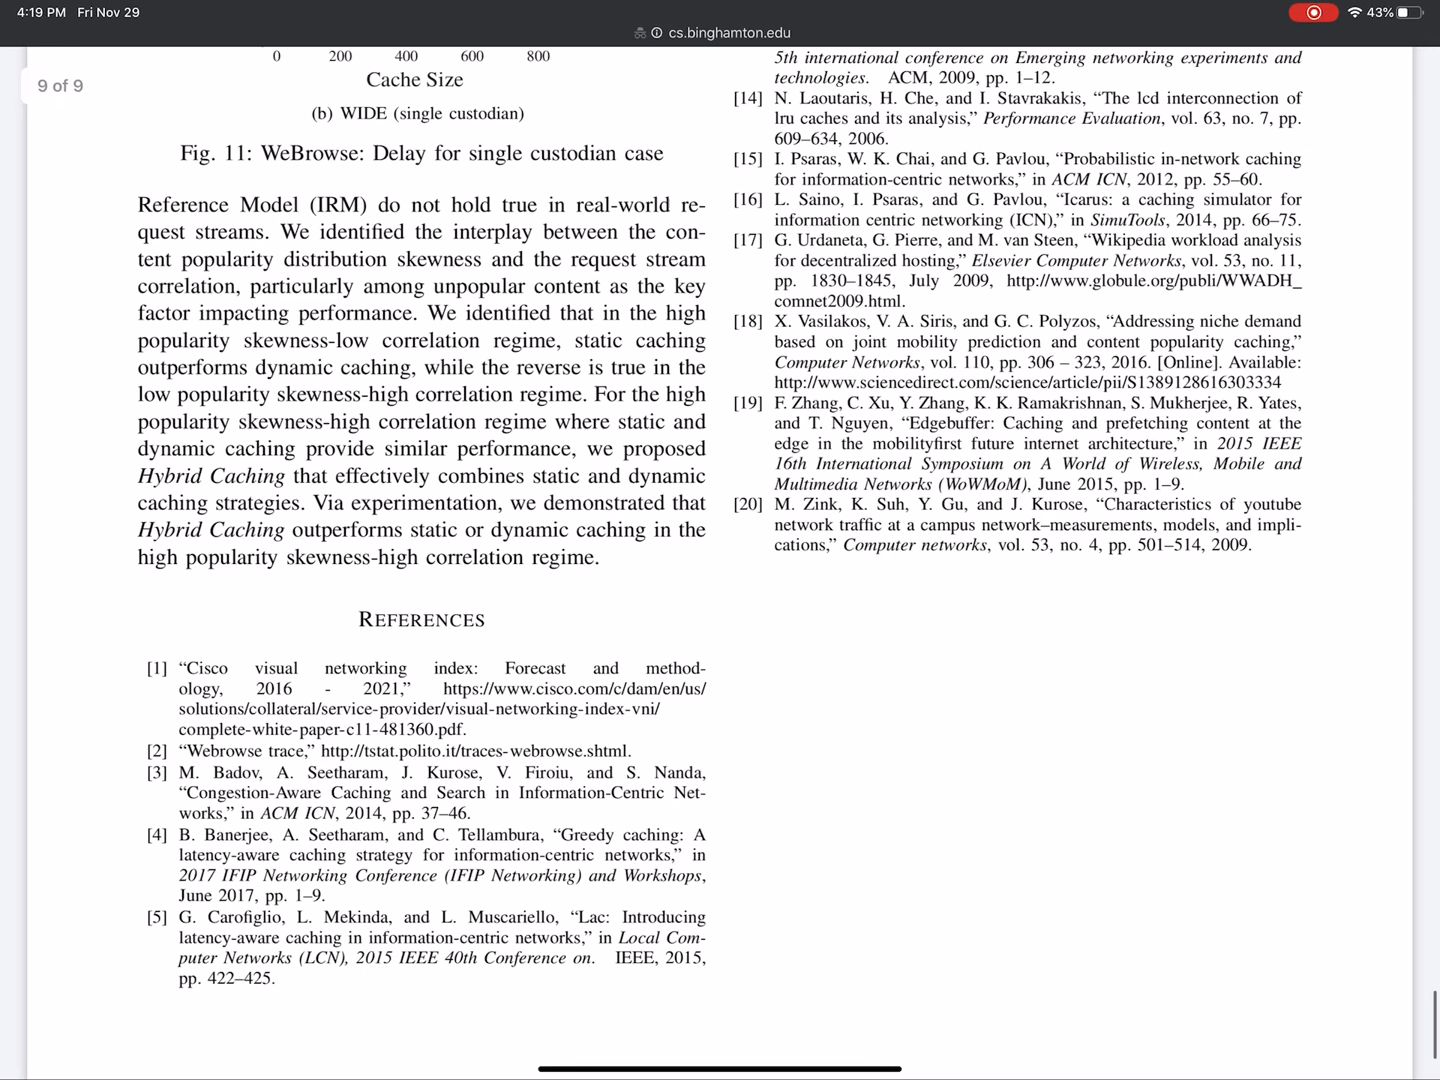 4:19 PM Fri Nov 29
43%
cs.binghamton.edu
9 of 9
0 200 400 600 800
Cache Size
(b) WIDE (single custodian)
Fig. 11: WeBrowse: Delay for single custodian case
Reference Model (IRM) do not hold true in real-world re-
quest streams. We identified the interplay between the con-
tent popularity distribution skewness and the request stream
correlation, particularly among unpopular content as the key
factor impacting performance. We identified that in the high
popularity skewness-low correlation regime, static caching
outperforms dynamic caching, while the reverse is true in the
low popularity skewness-high correlation regime. For the high
popularity skewness-high correlation regime where static and
dynamic caching provide similar performance, we proposed
Hybrid Caching that effectively combines static and dynamic
caching strategies. Via experimentation, we demonstrated that
Hybrid Caching outperforms static or dynamic caching in the
high popularity skewness-high correlation regime.
REFERENCES
[1] “Cisco visual networking index: Forecast and method-
ology, 2016 - 2021,” https://www.cisco.com/c/dam/en/us/
solutions/collateral/service-provider/visual-networking-index-vni/
complete-white-paper-c11-481360.pdf.
[2] “Webrowse trace,” http://tstat.polito.it/traces-webrowse.shtml.
[3] M. Badov, A. Seetharam, J. Kurose, V. Firoiu, and S. Nanda,
“Congestion-Aware Caching and Search in Information-Centric Net-
works,” in ACM ICN, 2014, pp. 37–46.
[4] B. Banerjee, A. Seetharam, and C. Tellambura, “Greedy caching: A
latency-aware caching strategy for information-centric networks,” in
2017 IFIP Networking Conference (IFIP Networking) and Workshops,
June 2017, pp. 1–9.
[5] G. Carofiglio, L. Mekinda, and L. Muscariello, “Lac: Introducing
latency-aware caching in information-centric networks,” in Local Com-
puter Networks (LCN), 2015 IEEE 40th Conference on. IEEE, 2015,
pp. 422–425.
5th international conference on Emerging networking experiments and
technologies. ACM, 2009, pp. 1–12.
[14] N. Laoutaris, H. Che, and I. Stavrakakis, “The lcd interconnection of
lru caches and its analysis,” Performance Evaluation, vol. 63, no. 7, pp.
609–634, 2006.
[15] I. Psaras, W. K. Chai, and G. Pavlou, “Probabilistic in-network caching
for information-centric networks,” in ACM ICN, 2012, pp. 55–60.
[16] L. Saino, I. Psaras, and G. Pavlou, “Icarus: a caching simulator for
information centric networking (ICN),” in SimuTools, 2014, pp. 66–75.
[17] G. Urdaneta, G. Pierre, and M. van Steen, “Wikipedia workload analysis
for decentralized hosting,” Elsevier Computer Networks, vol. 53, no. 11,
pp. 1830–1845, July 2009, http://www.globule.org/publi/WWADH_
comnet2009.html.
[18] X. Vasilakos, V. A. Siris, and G. C. Polyzos, “Addressing niche demand
based on joint mobility prediction and content popularity caching,”
Computer Networks, vol. 110, pp. 306 – 323, 2016. [Online]. Available:
http://www.sciencedirect.com/science/article/pii/S1389128616303334
[19] F. Zhang, C. Xu, Y. Zhang, K. K. Ramakrishnan, S. Mukherjee, R. Yates,
and T. Nguyen, “Edgebuffer: Caching and prefetching content at the
edge in the mobilityfirst future internet architecture,” in 2015 IEEE
16th International Symposium on A World of Wireless, Mobile and
Multimedia Networks (WoWMoM), June 2015, pp. 1–9.
[20] M. Zink, K. Suh, Y. Gu, and J. Kurose, “Characteristics of youtube
network traffic at a campus network–measurements, models, and impli-
cations,” Computer networks, vol. 53, no. 4, pp. 501–514, 2009.